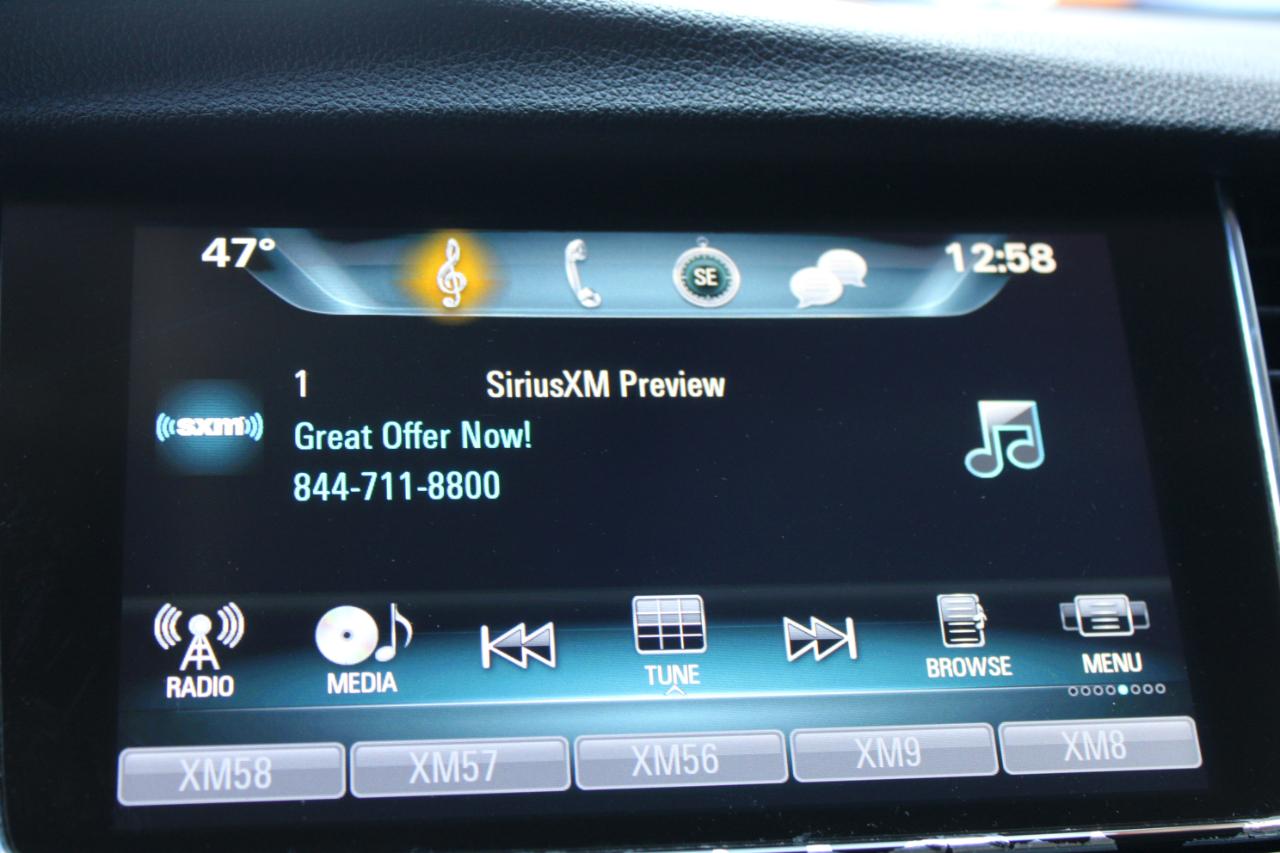 47° SE 12:58
1 SiriusXM Preview
((sxm))
Great Offer Now!
844-711-8800
RADIO MEDIA TUNE BROWSE MENU
XM58 XM57 XM56 XM9 XM8